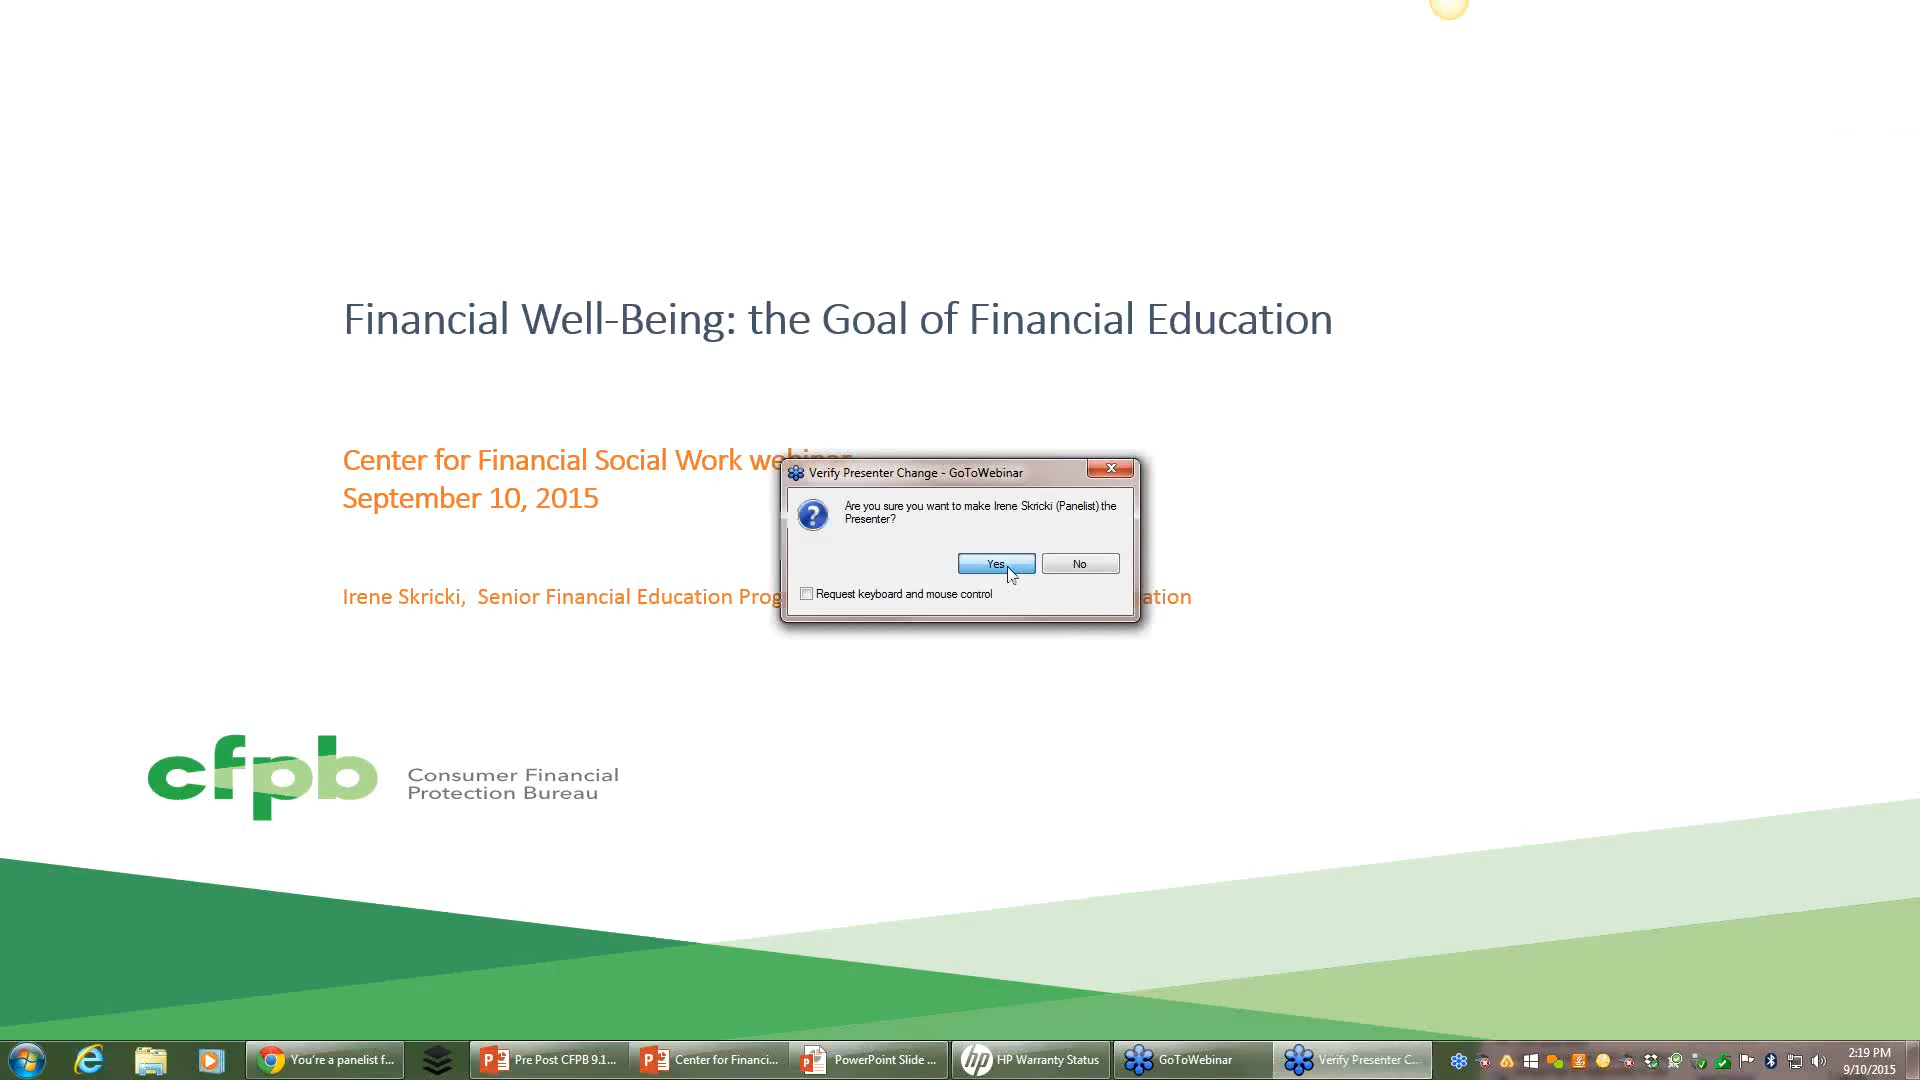 Financial Well-Being: the Goal of Financial Education
Center for Financial Social Work
September 10, 2015
Verify Presenter Change - GoToWebinar
Are you sure you want to make Irene Skricki (Panelist) the
Presenter?
Yes
No
Request keyboard and mouse control
Irene Skricki, Senior Financial Education
cfpb
Consumer Financial
Protection Bureau
You're a panelist f...
Pre Post CFPB 9.1...
Center for Financi...
PowerPoint Slide ...
hp
HP Warranty Status
GoToWebinar
Verify Presenter C...
2:19 PM
9/10/2015